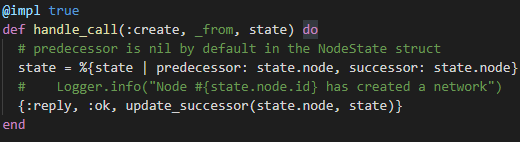 @impl true
def handle_call(:create, _from, state) do
  # predecessor is nil by default in the NodeState struct
  state = %{state | predecessor: state.node, successor: state.node}
  #    Logger.info("Node #{state.node.id} has created a network")
  {:reply, :ok, update_successor(state.node, state)}
end